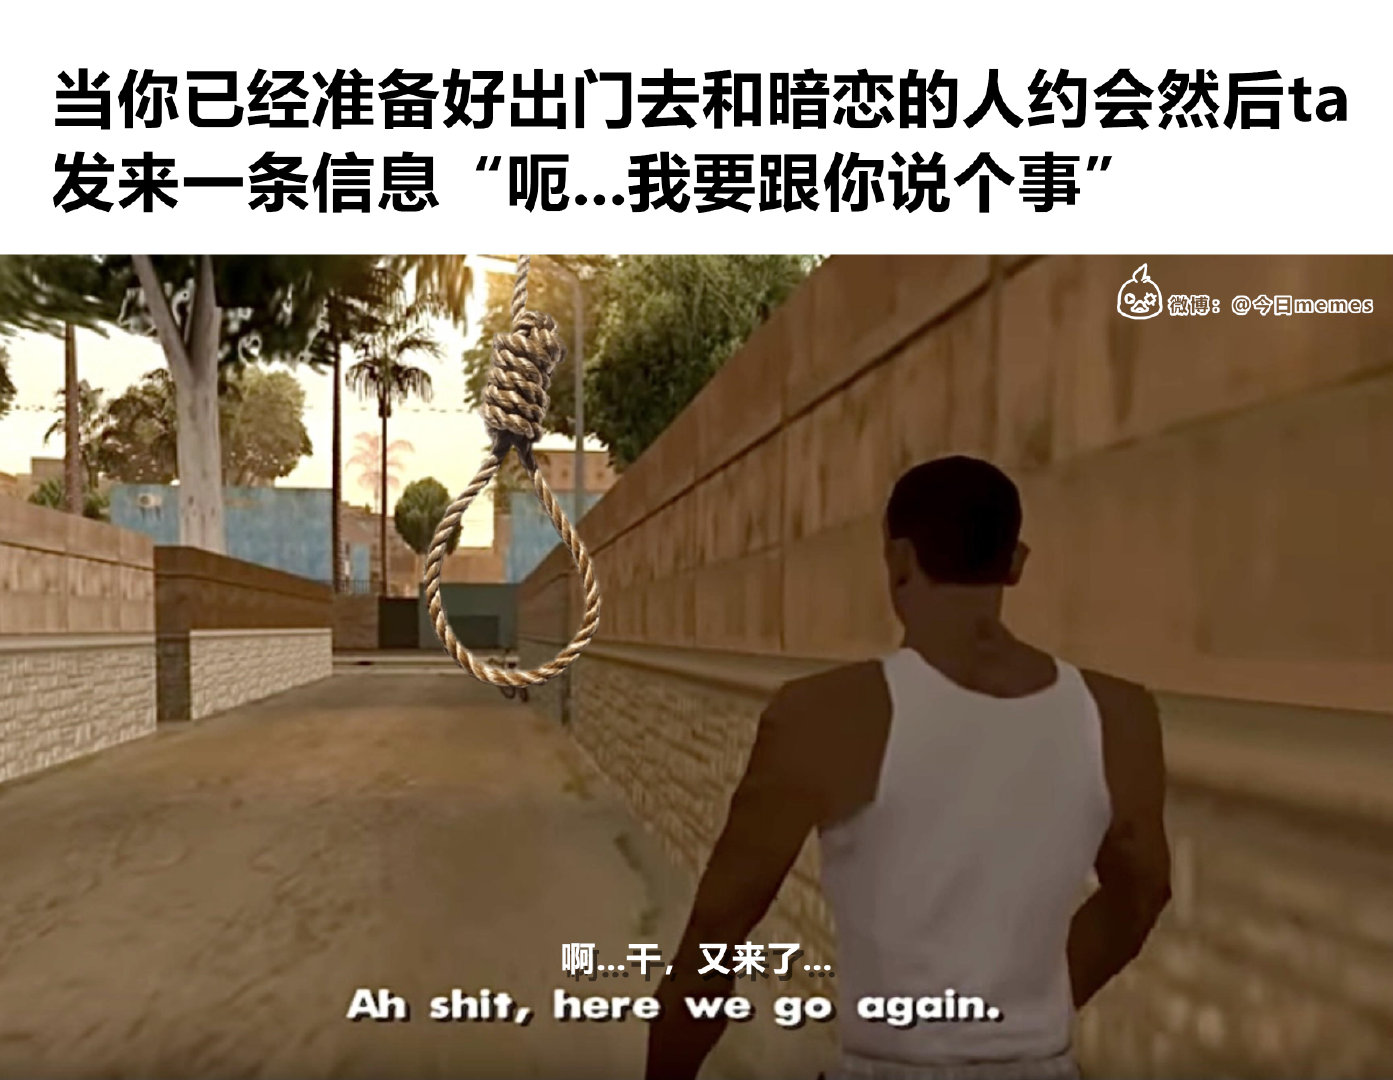 当你已经准备好出门去和暗恋的人约会然后ta
发来一条信息“呃...我要跟你说个事”
微博：@今日memes
啊...干，又来了...
Ah shit, here we go again.